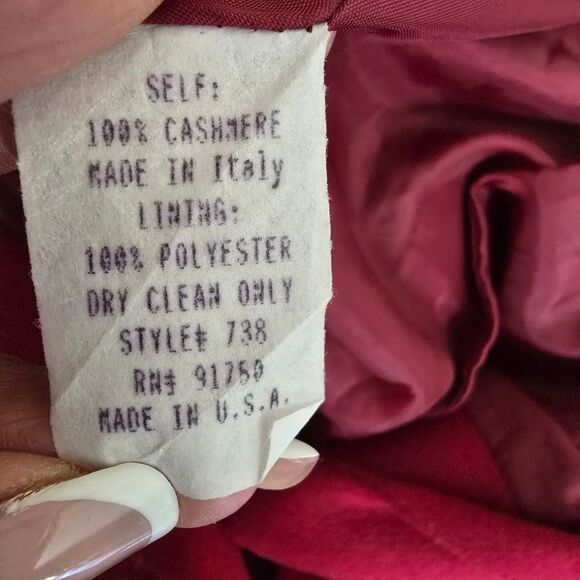 SELF:
100% CASHMERE
MADE IN Italy
LINING:
100% POLYESTER
DRY CLEAN ONLY
STYLE# 738
RN# 91750
MADE IN U.S.A.